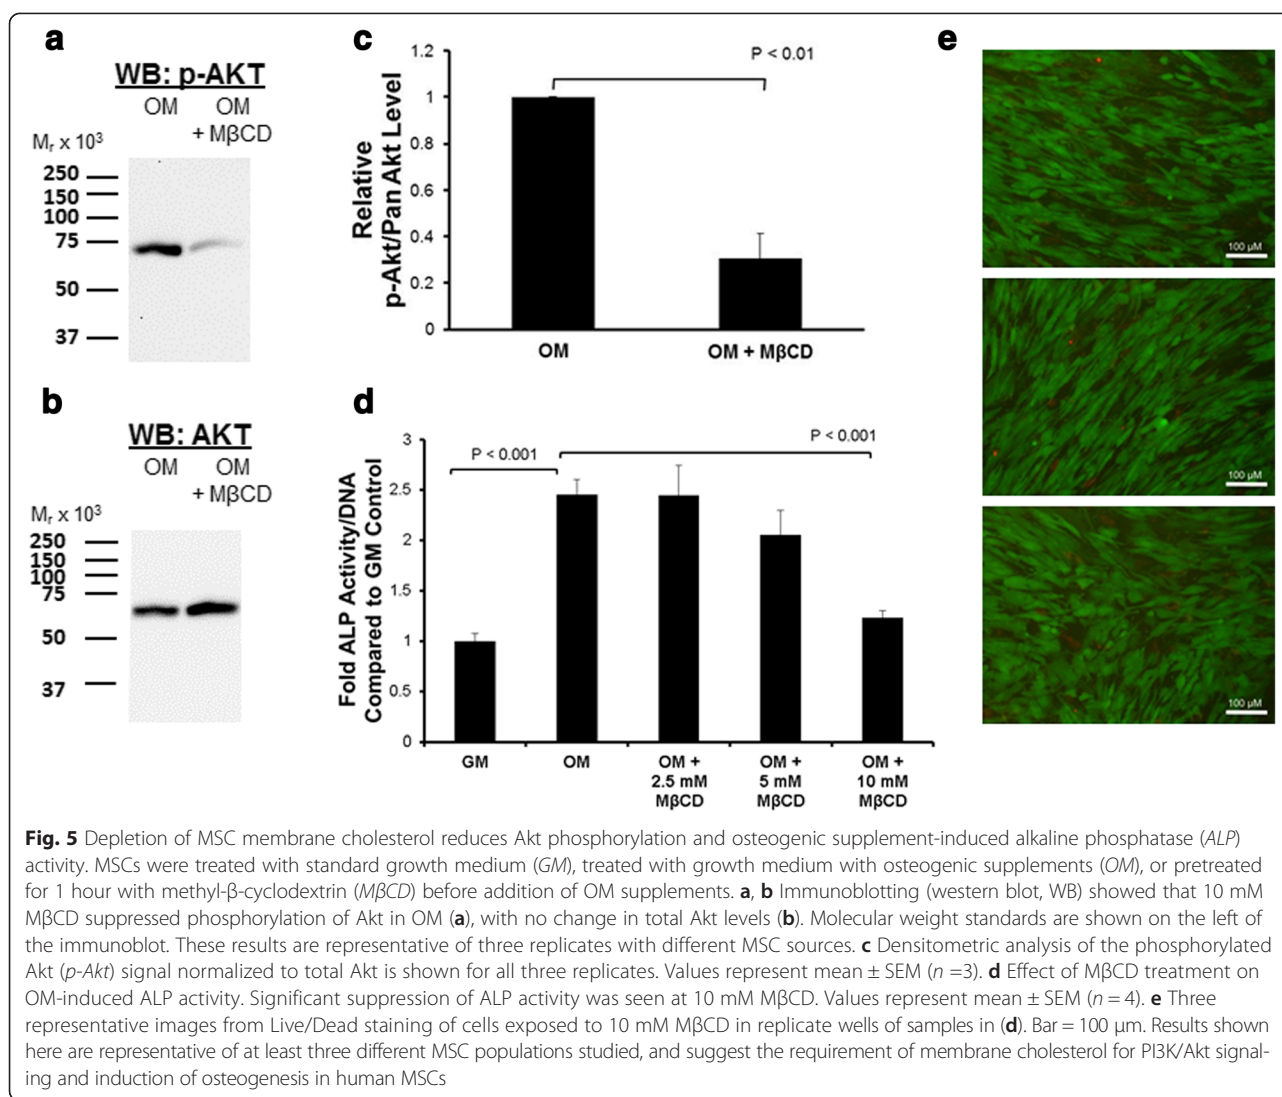 a
WB: p-AKT
OM OM
+ MβCD
Mr x 10³
250
150
100
75
50
37
b
WB: AKT
OM OM
+ MβCD
Mr x 10³
250
150
100
75
50
37
c
Relative
p-Akt/Pan Akt Level
1.2
1
0.8
0.6
0.4
0.2
0
P < 0.01
OM OM + MβCD
d
Fold ALP Activity/DNA
Compared to GM Control
3
2.5
2
1.5
1
0.5
0
P < 0.001
P < 0.001
GM OM OM + OM + OM +
2.5 mM 5 mM 10 mM
MβCD MβCD MβCD
e
100 µM
100 µM
100 µM
Fig. 5 Depletion of MSC membrane cholesterol reduces Akt phosphorylation and osteogenic supplement-induced alkaline phosphatase (ALP)
activity. MSCs were treated with standard growth medium (GM), treated with growth medium with osteogenic supplements (OM), or pretreated
for 1 hour with methyl-β-cyclodextrin (MβCD) before addition of OM supplements. a, b Immunoblotting (western blot, WB) showed that 10 mM
MβCD suppressed phosphorylation of Akt in OM (a), with no change in total Akt levels (b). Molecular weight standards are shown on the left of
the immunoblot. These results are representative of three replicates with different MSC sources. c Densitometric analysis of the phosphorylated
Akt (p-Akt) signal normalized to total Akt is shown for all three replicates. Values represent mean ± SEM (n =3). d Effect of MβCD treatment on
OM-induced ALP activity. Significant suppression of ALP activity was seen at 10 mM MβCD. Values represent mean ± SEM (n = 4). e Three
representative images from Live/Dead staining of cells exposed to 10 mM MβCD in replicate wells of samples in (d). Bar = 100 µm. Results shown
here are representative of at least three different MSC populations studied, and suggest the requirement of membrane cholesterol for PI3K/Akt signal-
ing and induction of osteogenesis in human MSCs